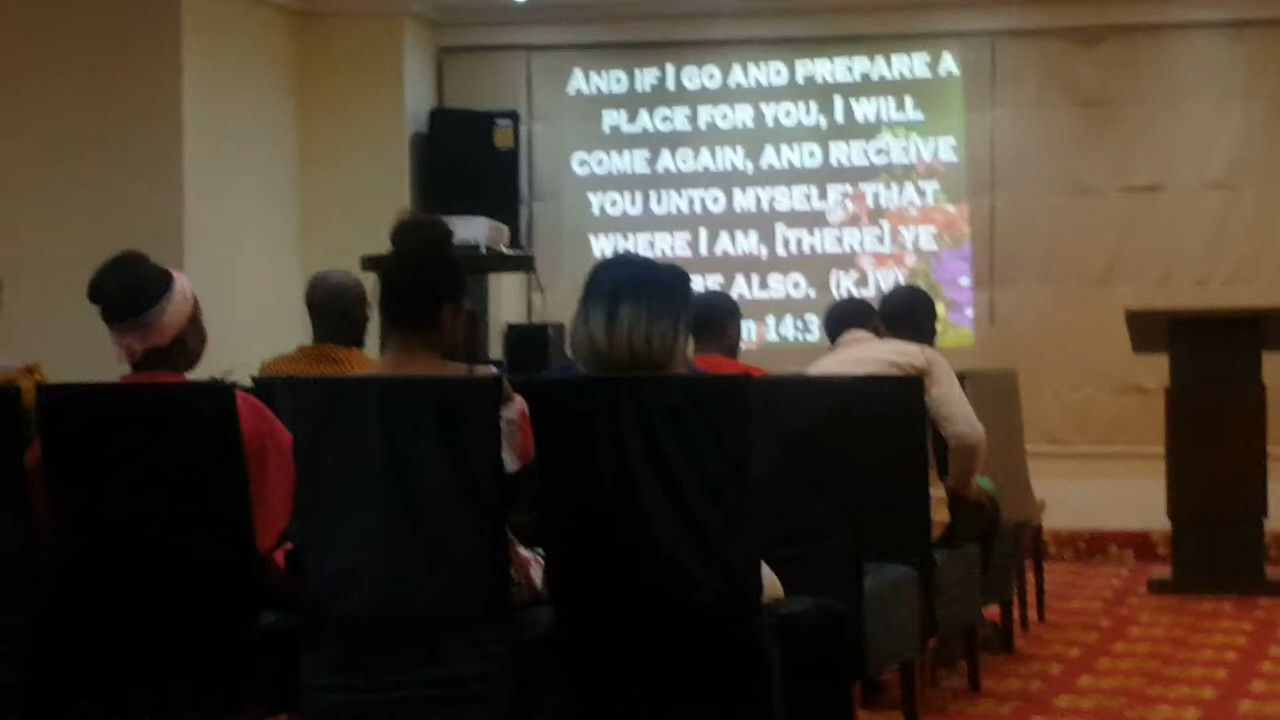 AND IF I GO AND PREPARE A
PLACE FOR YOU, I WILL
COME AGAIN, AND RECEIVE
YOU UNTO MYSELF; THAT
WHERE I AM, [THERE] YE
ALSO. (KJV)
14:3